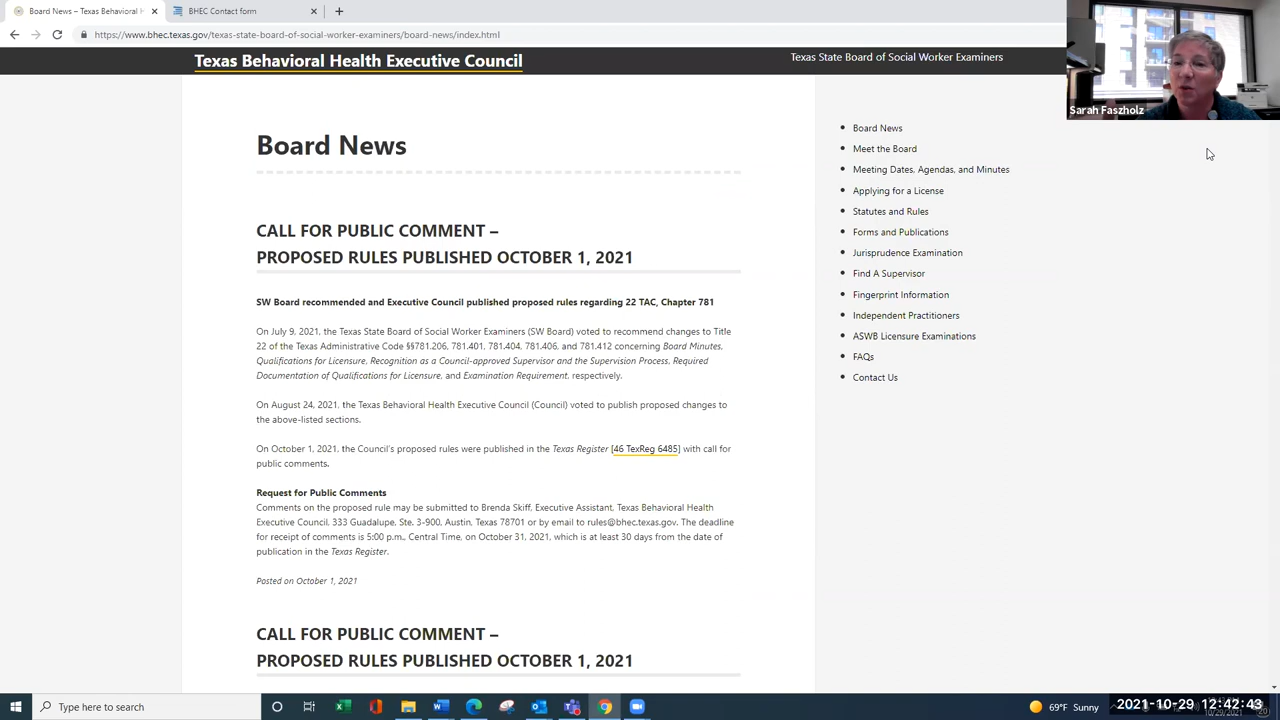 Board News – Texas Behavioral H
BHEC Contact form
https://www.bhec.texas.gov/texas-state-board-of-social-worker-examiners/board-news/index.html
Texas Behavioral Health Executive Council
Texas State Board of Social Worker Examiners
Sarah Faszholz
Board News
CALL FOR PUBLIC COMMENT –
PROPOSED RULES PUBLISHED OCTOBER 1, 2021
SW Board recommended and Executive Council published proposed rules regarding 22 TAC, Chapter 781
On July 9, 2021, the Texas State Board of Social Worker Examiners (SW Board) voted to recommend changes to Title
22 of the Texas Administrative Code §§781.206, 781.401, 781.404, 781.406, and 781.412 concerning Board Minutes,
Qualifications for Licensure, Recognition as a Council-approved Supervisor and the Supervision Process, Required
Documentation of Qualifications for Licensure, and Examination Requirement, respectively.
On August 24, 2021, the Texas Behavioral Health Executive Council (Council) voted to publish proposed changes to
the above-listed sections.
On October 1, 2021, the Council's proposed rules were published in the Texas Register [46 TexReg 6485] with call for
public comments.
Request for Public Comments
Comments on the proposed rule may be submitted to Brenda Skiff, Executive Assistant, Texas Behavioral Health
Executive Council, 333 Guadalupe, Ste. 3-900, Austin, Texas 78701 or by email to rules@bhec.texas.gov. The deadline
for receipt of comments is 5:00 p.m., Central Time, on October 31, 2021, which is at least 30 days from the date of
publication in the Texas Register.
Posted on October 1, 2021
CALL FOR PUBLIC COMMENT –
PROPOSED RULES PUBLISHED OCTOBER 1, 2021
Board News
Meet the Board
Meeting Dates, Agendas, and Minutes
Applying for a License
Statutes and Rules
Forms and Publications
Jurisprudence Examination
Find A Supervisor
Fingerprint Information
Independent Practitioners
ASWB Licensure Examinations
FAQs
Contact Us
Type here to search
69°F Sunny
2021-10-29 12:42:43